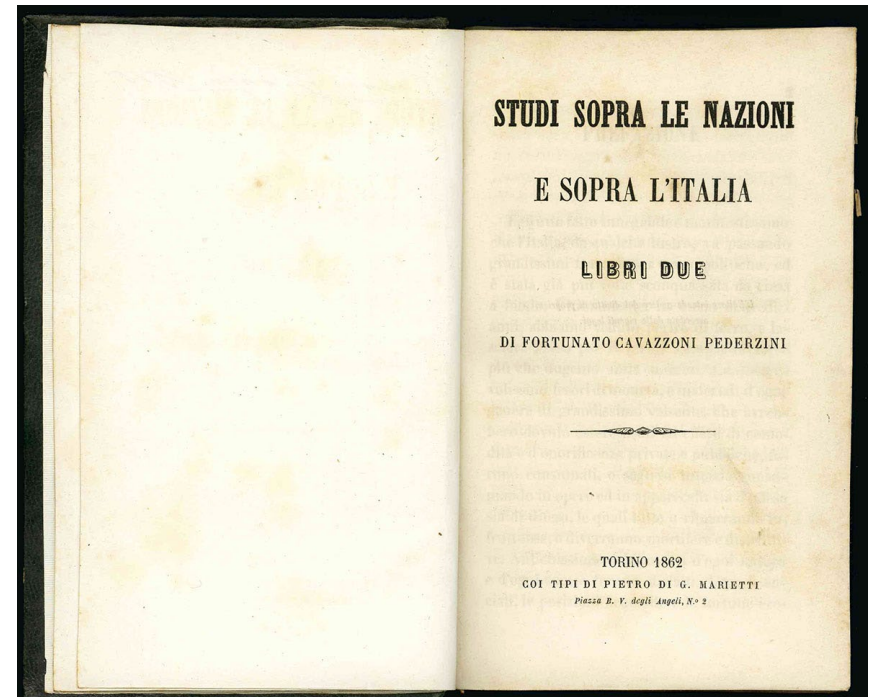 STUDI SOPRA LE NAZIONI
E SOPRA L'ITALIA
LIBRI DUE
DI FORTUNATO CAVAZZONI PEDERZINI
TORINO 1862
COI TIPI DI PIETRO DI G. MARIETTI
Piazza B. V. degli Angeli, N.º 2